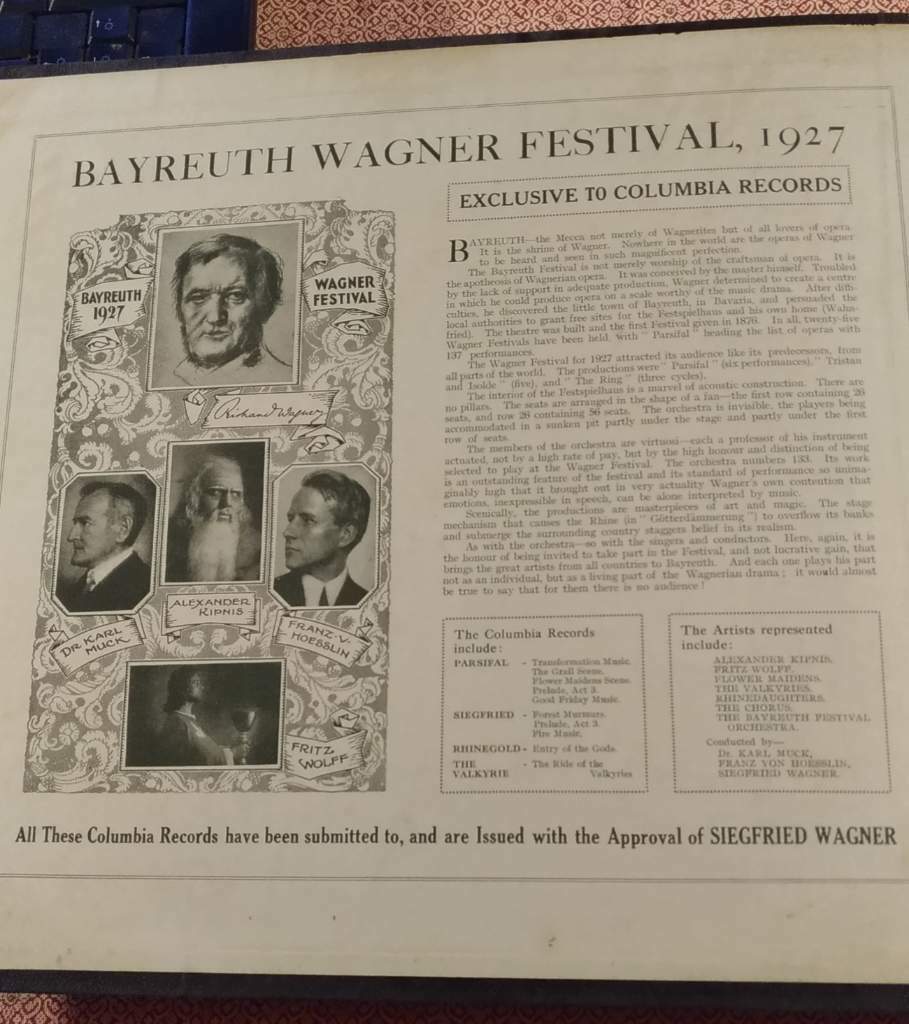 BAYREUTH WAGNER FESTIVAL, 1927
BAYREUTH
1927
WAGNER
FESTIVAL
Richard Wagner
ALEXANDER
KIPNIS
DR KARL
MUCK
FRANZ·V·
HOESSLIN
FRITZ
WOLFF
EXCLUSIVE TO COLUMBIA RECORDS
BAYREUTH—the Mecca not merely of Wagnerites but of all lovers of opera.
It is the shrine of Wagner. Nowhere in the world are the operas of Wagner
to be heard and seen in such magnificent perfection.
The Bayreuth Festival is not merely worship of the craftsman of opera. It is
the apotheosis of Wagnerian opera. It was conceived by the master himself. Troubled
by the lack of support in adequate production, Wagner determined to create a centre
in which he could produce opera on a scale worthy of the music drama. After diffi-
culties, he discovered the little town of Bayreuth, in Bavaria, and persuaded the
local authorities to grant free sites for the Festspielhaus and his own home (Wahn-
fried). The theatre was built and the first Festival given in 1876. In all, twenty-five
Wagner Festivals have been held, with "Parsifal" heading the list of operas with
137 performances.
The Wagner Festival for 1927 attracted its audience like its predecessors, from
all parts of the world. The productions were "Parsifal" (six performances), "Tristan
and Isolde" (five), and "The Ring" (three cycles).
The interior of the Festspielhaus is a marvel of acoustic construction. There are
no pillars. The seats are arranged in the shape of a fan—the first row containing 26
seats, and row 26 containing 56 seats. The orchestra is invisible, the players being
accommodated in a sunken pit partly under the stage and partly under the first
row of seats.
The members of the orchestra are virtuosi—each a professor of his instrument
actuated, not by a high rate of pay, but by the high honour and distinction of being
selected to play at the Wagner Festival. The orchestra numbers 133. Its work
is an outstanding feature of the festival and its standard of performance so unima-
ginably high that it brought out in very actuality Wagner's own contention that
emotions, inexpressible in speech, can be alone interpreted by music.
Scenically, the productions are masterpieces of art and magic. The stage
mechanism that causes the Rhine (in "Götterdämmerung") to overflow its banks
and submerge the surrounding country staggers belief in its realism.
As with the orchestra—so with the singers and conductors. Here, again, it is
the honour of being invited to take part in the Festival, and not lucrative gain, that
brings the great artists from all countries to Bayreuth. And each one plays his part
not as an individual, but as a living part of the Wagnerian drama; it would almost
be true to say that for them there is no audience!
The Columbia Records
include:
PARSIFAL - Transformation Music.
The Grail Scene.
Flower Maidens Scene.
Prelude, Act 3.
Good Friday Music.
SIEGFRIED - Forest Murmurs.
Prelude, Act 3.
Fire Music.
RHINEGOLD - Entry of the Gods.
THE - The Ride of the
VALKYRIE Valkyries
The Artists represented
include:
ALEXANDER KIPNIS.
FRITZ WOLFF.
FLOWER MAIDENS.
THE VALKYRIES.
RHINEDAUGHTERS.
THE CHORUS.
THE BAYREUTH FESTIVAL
ORCHESTRA.
Conducted by—
Dr. KARL MUCK,
FRANZ VON HOESSLIN,
SIEGFRIED WAGNER.
All These Columbia Records have been submitted to, and are Issued with the Approval of SIEGFRIED WAGNER